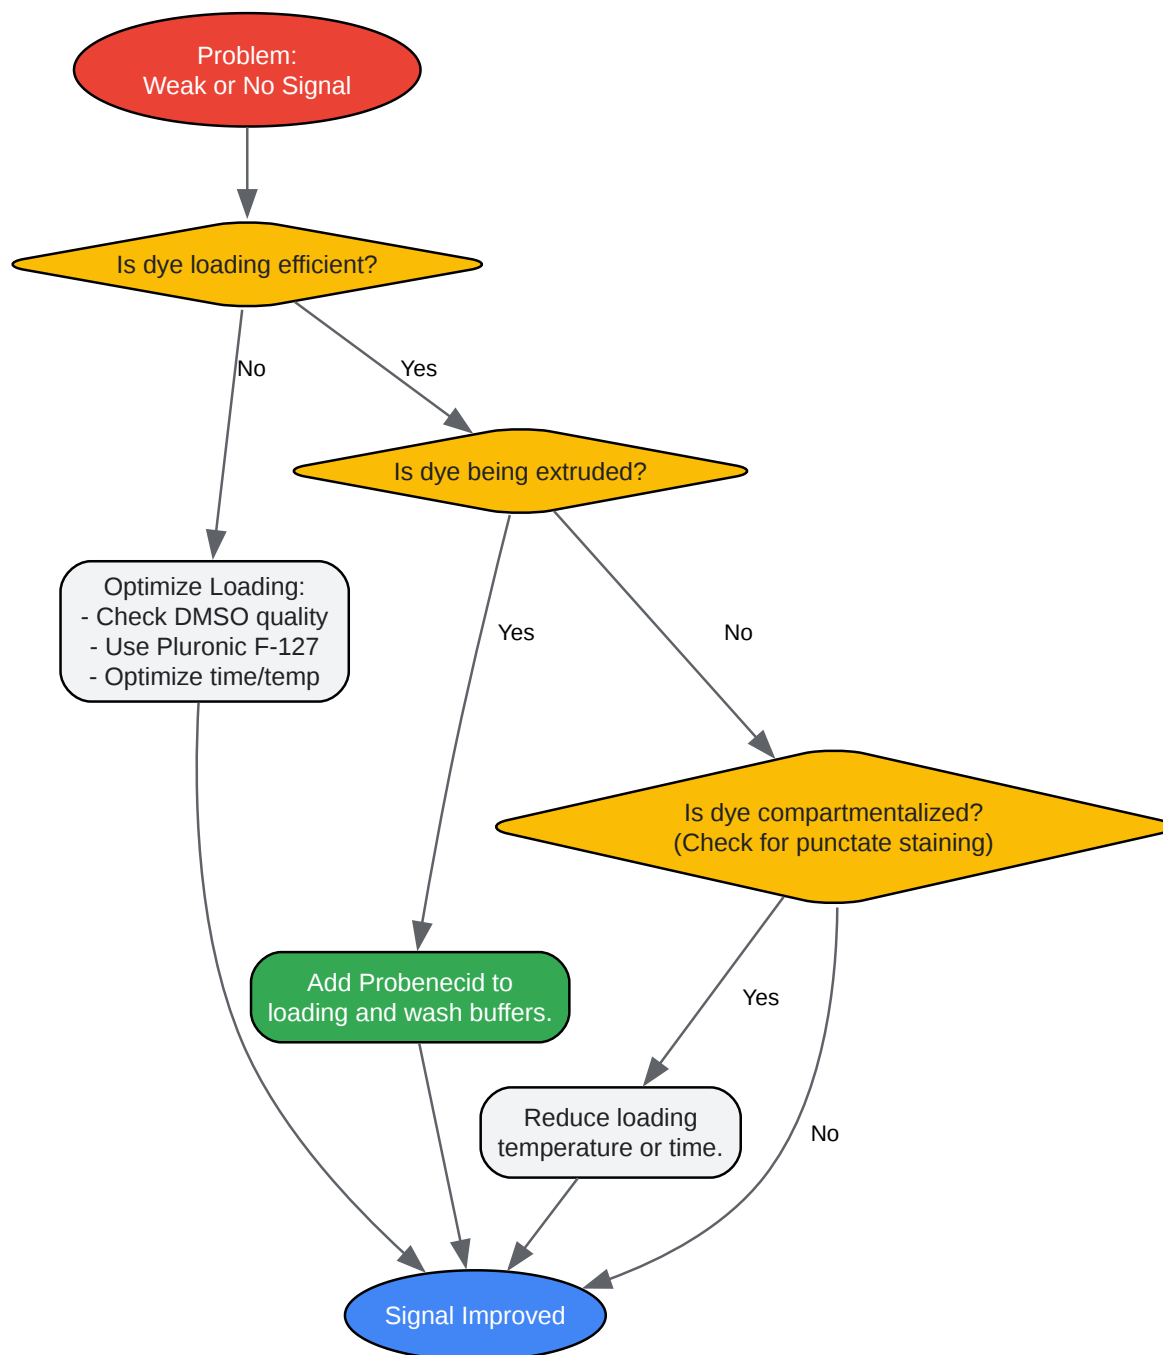 Problem:
Weak or No Signal
Is dye loading efficient?
No
Yes
Is dye being extruded?
Optimize Loading:
- Check DMSO quality
- Use Pluronic F-127
- Optimize time/temp
Yes
No
Is dye compartmentalized?
(Check for punctate staining)
Add Probenecid to
loading and wash buffers.
Yes
Reduce loading
temperature or time.
No
Signal Improved